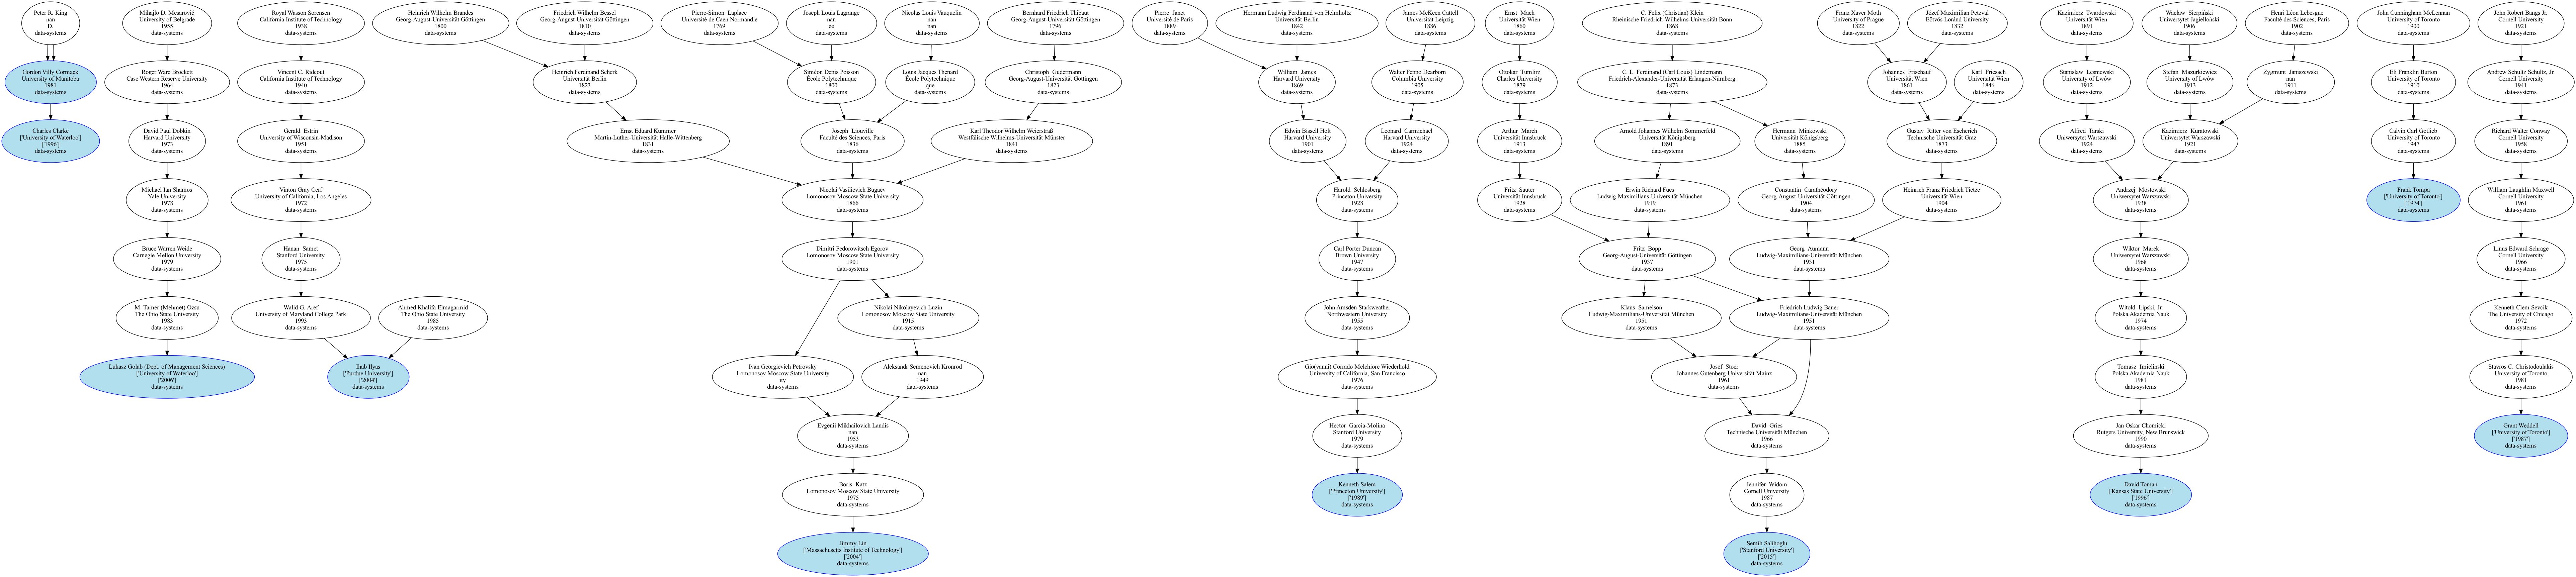 Peter R. King
nan
D.
data-systems
Gordon Villy Cormack
University of Manitoba
1981
data-systems
Charles Clarke
['University of Waterloo']
['1996']
data-systems
Mihajlo D. Mesarović
University of Belgrade
1955
data-systems
Roger Ware Brockett
Case Western Reserve University
1964
data-systems
David Paul Dobkin
Harvard University
1973
data-systems
Michael Ian Shamos
Yale University
1978
data-systems
Bruce Warren Weide
Carnegie Mellon University
1979
data-systems
M. Tamer (Mehmet) Ozsu
The Ohio State University
1983
data-systems
Lukasz Golab (Dept. of Management Sciences)
['University of Waterloo']
['2006']
data-systems
Royal Wasson Sorensen
California Institute of Technology
1938
data-systems
Vincent C. Rideout
California Institute of Technology
1940
data-systems
Gerald Estrin
University of Wisconsin-Madison
1951
data-systems
Vinton Gray Cerf
University of California, Los Angeles
1972
data-systems
Hanan Samet
Stanford University
1975
data-systems
Walid G. Aref
University of Maryland College Park
1993
data-systems
Ahmed Khalifa Elmagarmid
The Ohio State University
1985
data-systems
Ihab Ilyas
['Purdue University']
['2004']
data-systems
Heinrich Wilhelm Brandes
Georg-August-Universität Göttingen
1800
data-systems
Friedrich Wilhelm Bessel
Georg-August-Universität Göttingen
1810
data-systems
Heinrich Ferdinand Scherk
Universität Berlin
1823
data-systems
Ernst Eduard Kummer
Martin-Luther-Universität Halle-Wittenberg
1831
data-systems
Pierre-Simon Laplace
Université de Caen Normandie
1769
data-systems
Joseph Louis Lagrange
nan
ee
data-systems
Siméon Denis Poisson
École Polytechnique
1800
data-systems
Nicolas Louis Vauquelin
nan
nan
data-systems
Louis Jacques Thenard
École Polytechnique
que
data-systems
Joseph Liouville
Faculté des Sciences, Paris
1836
data-systems
Bernhard Friedrich Thibaut
Georg-August-Universität Göttingen
1796
data-systems
Christoph Gudermann
Georg-August-Universität Göttingen
1823
data-systems
Karl Theodor Wilhelm Weierstraß
Westfälische Wilhelms-Universität Münster
1841
data-systems
Nicolai Vasilievich Bugaev
Lomonosov Moscow State University
1866
data-systems
Dimitri Fedorowitsch Egorov
Lomonosov Moscow State University
1901
data-systems
Nikolai Nikolayevich Luzin
Lomonosov Moscow State University
1915
data-systems
Ivan Georgievich Petrovsky
Lomonosov Moscow State University
ity
data-systems
Aleksandr Semenovich Kronrod
nan
1949
data-systems
Evgenii Mikhailovich Landis
nan
1953
data-systems
Boris Katz
Lomonosov Moscow State University
1975
data-systems
Jimmy Lin
['Massachusetts Institute of Technology']
['2004']
data-systems
Pierre Janet
Université de Paris
1889
data-systems
Hermann Ludwig Ferdinand von Helmholtz
Universität Berlin
1842
data-systems
William James
Harvard University
1869
data-systems
Edwin Bissell Holt
Harvard University
1901
data-systems
James McKeen Cattell
Universität Leipzig
1886
data-systems
Walter Fenno Dearborn
Columbia University
1905
data-systems
Leonard Carmichael
Harvard University
1924
data-systems
Harold Schlosberg
Princeton University
1928
data-systems
Carl Porter Duncan
Brown University
1947
data-systems
John Amsden Starkweather
Northwestern University
1955
data-systems
Gio(vanni) Corrado Melchiore Wiederhold
University of California, San Francisco
1976
data-systems
Hector Garcia-Molina
Stanford University
1979
data-systems
Kenneth Salem
['Princeton University']
['1989']
data-systems
Ernst Mach
Universität Wien
1860
data-systems
Ottokar Tumlirz
Charles University
1879
data-systems
Arthur March
Universität Innsbruck
1913
data-systems
Fritz Sauter
Universität Innsbruck
1928
data-systems
C. Felix (Christian) Klein
Rheinische Friedrich-Wilhelms-Universität Bonn
1868
data-systems
C. L. Ferdinand (Carl Louis) Lindemann
Friedrich-Alexander-Universität Erlangen-Nürnberg
1873
data-systems
Arnold Johannes Wilhelm Sommerfeld
Universität Königsberg
1891
data-systems
Erwin Richard Fues
Ludwig-Maximilians-Universität München
1919
data-systems
Fritz Bopp
Georg-August-Universität Göttingen
1937
data-systems
Klaus Samelson
Ludwig-Maximilians-Universität München
1951
data-systems
Hermann Minkowski
Universität Königsberg
1885
data-systems
Constantin Carathéodory
Georg-August-Universität Göttingen
1904
data-systems
Franz Xaver Moth
University of Prague
1822
data-systems
Józef Maximilian Petzval
Eötvös Loránd University
1832
data-systems
Johannes Frischauf
Universität Wien
1861
data-systems
Karl Friesach
Universität Wien
1846
data-systems
Gustav Ritter von Escherich
Technische Universität Graz
1873
data-systems
Heinrich Franz Friedrich Tietze
Universität Wien
1904
data-systems
Georg Aumann
Ludwig-Maximilians-Universität München
1931
data-systems
Friedrich Ludwig Bauer
Ludwig-Maximilians-Universität München
1951
data-systems
Josef Stoer
Johannes Gutenberg-Universität Mainz
1961
data-systems
David Gries
Technische Universität München
1966
data-systems
Jennifer Widom
Cornell University
1987
data-systems
Semih Salihoglu
['Stanford University']
['2015']
data-systems
Kazimierz Twardowski
Universität Wien
1891
data-systems
Stanislaw Lesniewski
University of Lwów
1912
data-systems
Alfred Tarski
Uniwersytet Warszawski
1924
data-systems
Wacław Sierpiński
Uniwersytet Jagielloński
1906
data-systems
Stefan Mazurkiewicz
University of Lwów
1913
data-systems
Henri Léon Lebesgue
Faculté des Sciences, Paris
1902
data-systems
Zygmunt Janiszewski
nan
1911
data-systems
Kazimierz Kuratowski
Uniwersytet Warszawski
1921
data-systems
Andrzej Mostowski
Uniwersytet Warszawski
1938
data-systems
Wiktor Marek
Uniwersytet Warszawski
1968
data-systems
Witold Lipski, Jr.
Polska Akademia Nauk
1974
data-systems
Tomasz Imielinski
Polska Akademia Nauk
1981
data-systems
Jan Oskar Chomicki
Rutgers University, New Brunswick
1990
data-systems
David Toman
['Kansas State University']
['1996']
data-systems
John Cunningham McLennan
University of Toronto
1900
data-systems
Eli Franklin Burton
University of Toronto
1910
data-systems
Calvin Carl Gotlieb
University of Toronto
1947
data-systems
Frank Tompa
['University of Toronto']
['1974']
data-systems
John Robert Bangs Jr.
Cornell University
1921
data-systems
Andrew Schultz Schultz, Jr.
Cornell University
1941
data-systems
Richard Walter Conway
Cornell University
1958
data-systems
William Laughlin Maxwell
Cornell University
1961
data-systems
Linus Edward Schrage
Cornell University
1966
data-systems
Kenneth Clem Sevcik
The University of Chicago
1972
data-systems
Stavros C. Christodoulakis
University of Toronto
1981
data-systems
Grant Weddell
['University of Toronto']
['1987']
data-systems